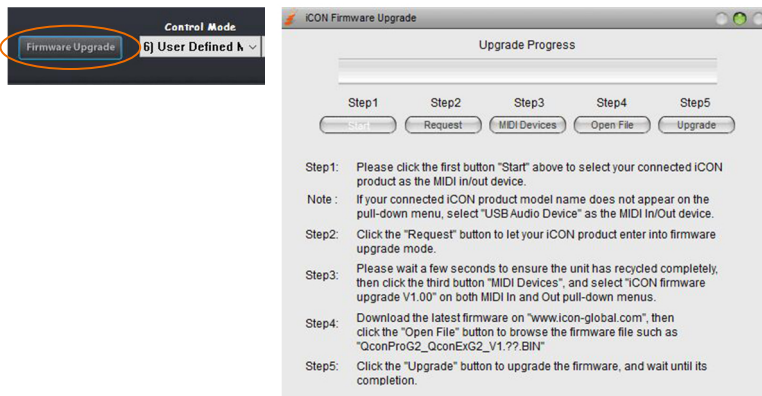 Control Mode
Firmware Upgrade
6) User Defined M
iCON Firmware Upgrade
Upgrade Progress
Step1 Step2 Step3 Step4 Step5
Start Request MIDI Devices Open File Upgrade
Step1: Please click the first button "Start" above to select your connected iCON
product as the MIDI in/out device.
Note : If your connected iCON product model name does not appear on the
pull-down menu, select "USB Audio Device" as the MIDI In/Out device.
Step2: Click the "Request" button to let your iCON product enter into firmware
upgrade mode.
Step3: Please wait a few seconds to ensure the unit has recycled completely,
then click the third button "MIDI Devices", and select "iCON firmware
upgrade V1.00" on both MIDI In and Out pull-down menus.
Step4: Download the latest firmware on "www.icon-global.com", then
click the "Open File" button to browse the firmware file such as
"QconProG2_QconExG2_V1.??.BIN"
Step5: Click the "Upgrade" button to upgrade the firmware, and wait until its
completion.